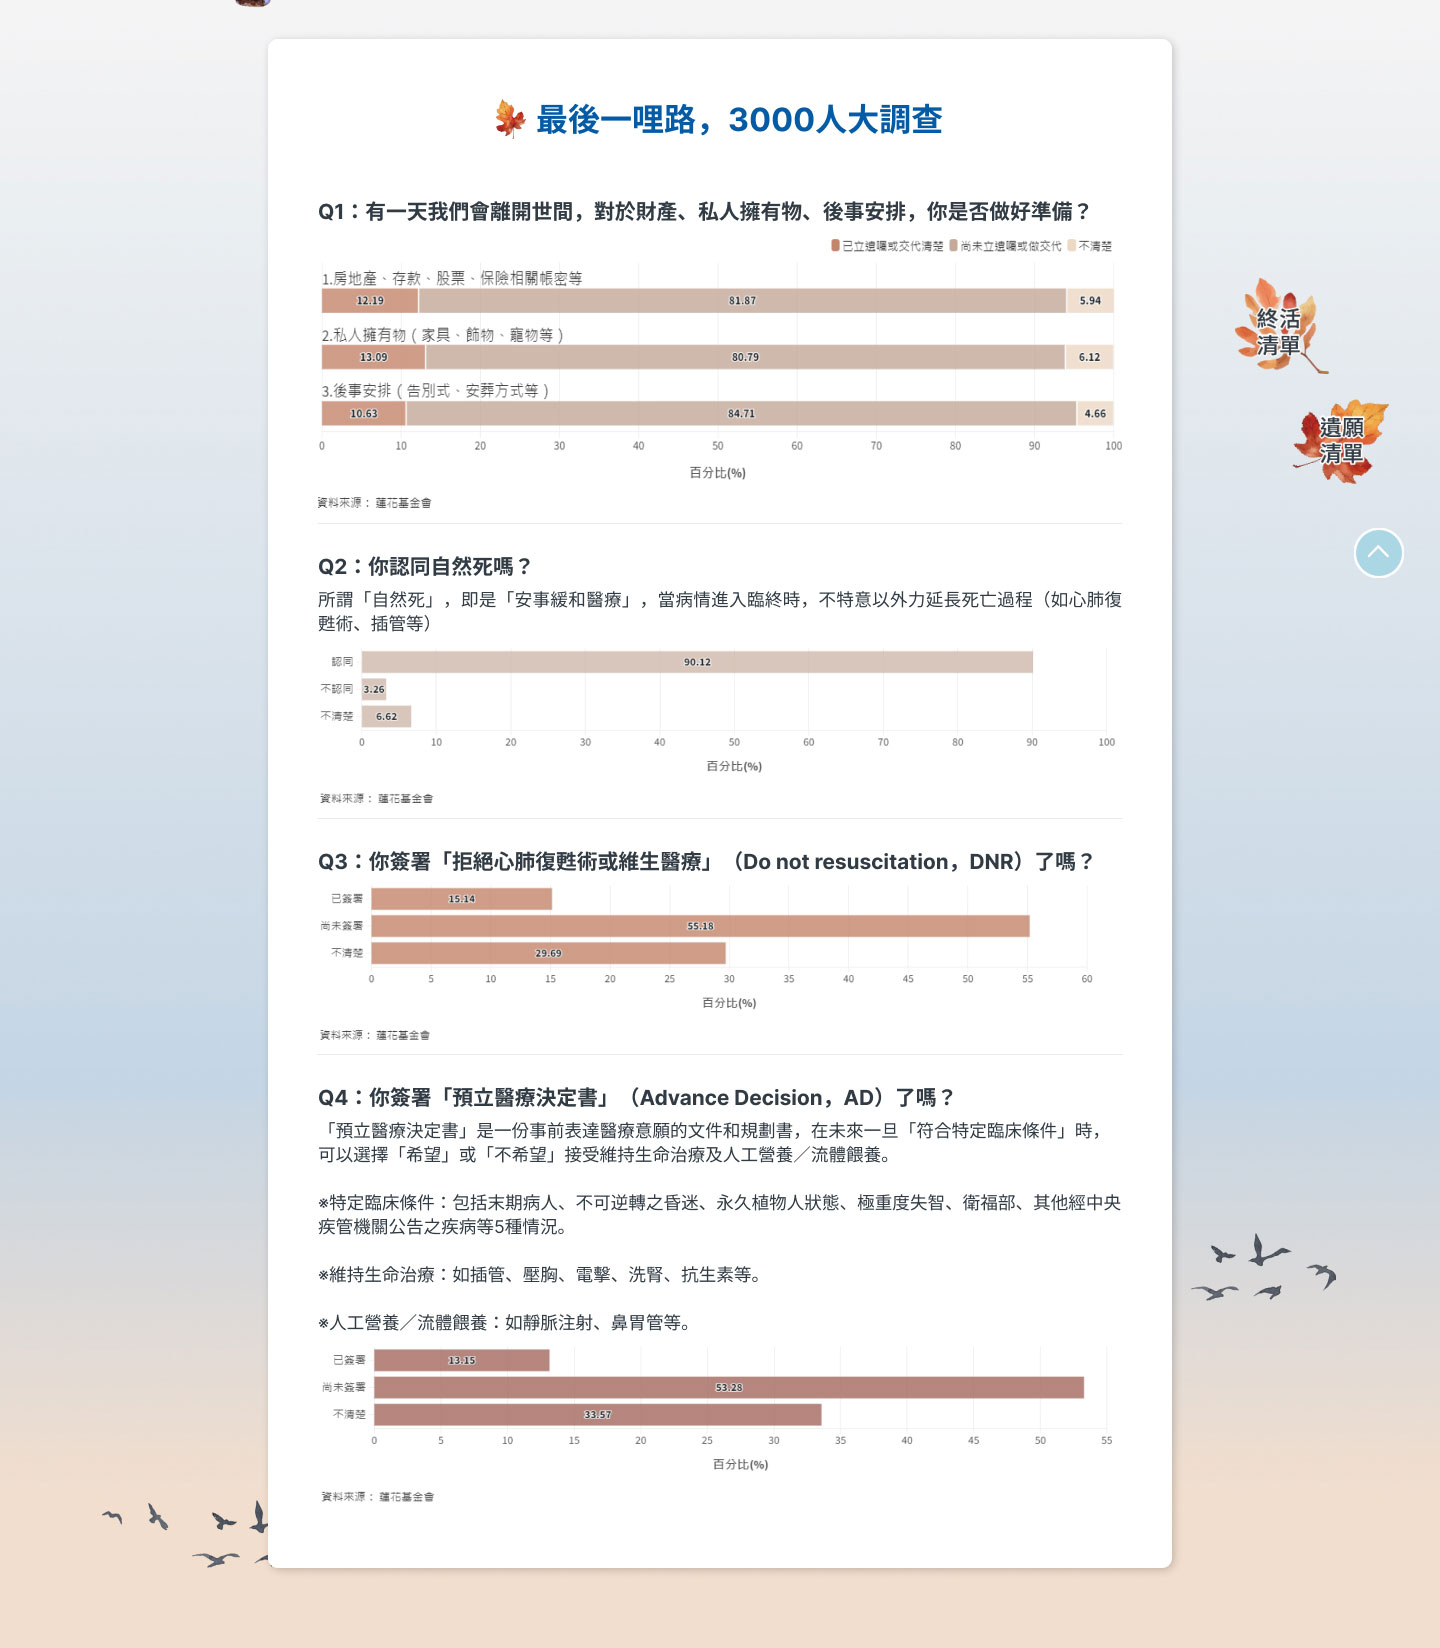 最後一哩路，3000人大調查
Q1：有一天我們會離開世間，對於財產、私人擁有物、後事安排，你是否做好準備？
已立遺囑或交代清楚 尚未立遺囑或做交代 不清楚
1.房地產、存款、股票、保險相關帳密等
12.19 81.87 5.94
2.私人擁有物（家具、飾物、寵物等）
13.09 80.79 6.12
3.後事安排（告別式、安葬方式等）
10.63 84.71 4.66
0 10 20 30 40 50 60 70 80 90 100
百分比(%)
資料來源： 蓮花基金會
終活
清單
遺願
清單
Q2：你認同自然死嗎？
所謂「自然死」，即是「安寧緩和醫療」，當病情進入臨終時，不特意以外力延長死亡過程（如心肺復
甦術、插管等）
認同 90.12
不認同 3.26
不清楚 6.62
0 10 20 30 40 50 60 70 80 90 100
百分比(%)
資料來源： 蓮花基金會
Q3：你簽署「拒絕心肺復甦術或維生醫療」（Do not resuscitation，DNR）了嗎？
已簽署 15.14
尚未簽署 55.18
不清楚 29.69
0 5 10 15 20 25 30 35 40 45 50 55 60
百分比(%)
資料來源： 蓮花基金會
Q4：你簽署「預立醫療決定書」（Advance Decision，AD）了嗎？
「預立醫療決定書」是一份事前表達醫療意願的文件和規劃書，在未來一旦「符合特定臨床條件」時，
可以選擇「希望」或「不希望」接受維持生命治療及人工營養／流體餵養。
※特定臨床條件：包括末期病人、不可逆轉之昏迷、永久植物人狀態、極重度失智、衛福部、其他經中央
疾管機關公告之疾病等5種情況。
※維持生命治療：如插管、壓胸、電擊、洗腎、抗生素等。
※人工營養／流體餵養：如靜脈注射、鼻胃管等。
已簽署 13.15
尚未簽署 53.28
不清楚 33.57
0 5 10 15 20 25 30 35 40 45 50 55
百分比(%)
資料來源： 蓮花基金會